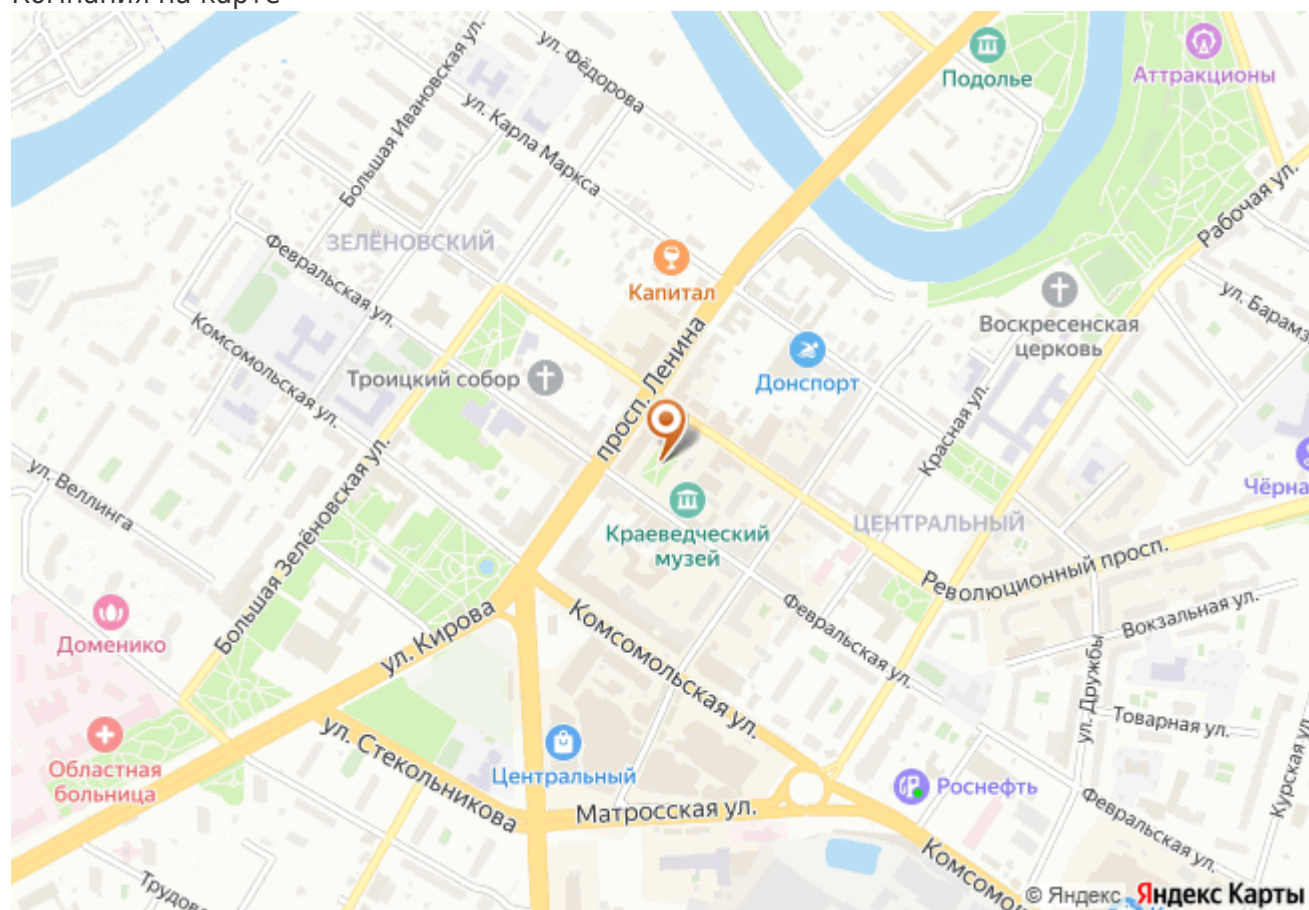 Компания на карте
ул. Фёдорова
Большая Ивановская ул.
Подолье
Аттракционы
ул. Карла Маркса
Рабочая ул.
ЗЕЛЁНОВСКИЙ
Февральская ул.
Капитал
Воскресенская
церковь
Комсомольская ул.
Троицкий собор
просп. Ленина
Донспорт
Красная ул.
ул. Веллинга
Большая Зелёновская ул.
Краеведческий
музей
ЦЕНТРАЛЬНЫЙ
Революционный просп.
Доменико
ул. Кирова
Комсомольская ул.
Февральская ул.
Вокзальная ул.
ул. Дружбы
Товарная ул.
Областная
больница
ул. Стекольникова
Центральный
Матросская ул.
Роснефть
Февральская ул.
Курская ул.
© Яндекс Яндекс Карты